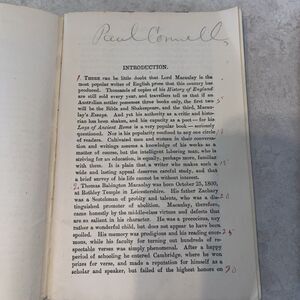 Paul Connell
INTRODUCTION.
1. THERE can be little doubt that Lord Macaulay is the
most popular writer of English prose that this century has
produced. Thousands of copies of his History of England
are still sold every year, and travellers tell us that if an
Australian settler possesses three books only, the first two
will be the Bible and Shakespeare, and the third, Macau-
lay's Essays. And yet his authority as a critic and histo-
rian has been shaken, and his capacity as a poet — for his
Lays of Ancient Rome is a very popular book — seriously
questioned. Nor is his popularity confined to any one circle
of readers. Cultivated men and women in their conversa-
tion and writings assume a knowledge of his works as a
matter of course, but the intelligent laboring man, who is
striving for an education, is equally, perhaps more, familiar
with them. It is plain that a writer who makes such a
wide and lasting appeal deserves careful study, and that
a brief survey of his life cannot be without interest.
2. Thomas Babington Macaulay was born October 25, 1800,
at Rothley Temple in Leicestershire. His father Zachary
was a Scotchman of probity and talents, who was a dis-
tinguished promoter of abolition. Macaulay, therefore,
came honestly by the middle-class virtues and defects that
are so salient in his character. He was a precocious, nay
rather a wonderful child, but does not appear to have been
spoiled. His memory was prodigious and his reading enor-
mous, while his faculty for turning out hundreds of re-
spectable verses was simply phenomenal. After a happy
period of schooling he entered Cambridge, where he won
prizes for verse, and made a reputation for himself as a
scholar and speaker, but failed of the highest honors on